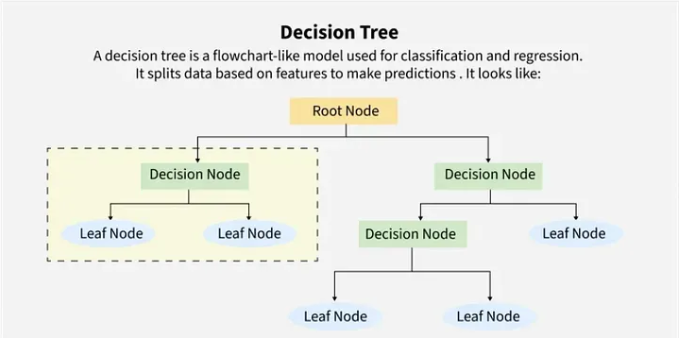 Decision Tree
A decision tree is a flowchart-like model used for classification and regression.
It splits data based on features to make predictions . It looks like:
Root Node
Decision Node
Decision Node
Leaf Node
Leaf Node
Decision Node
Leaf Node
Leaf Node
Leaf Node